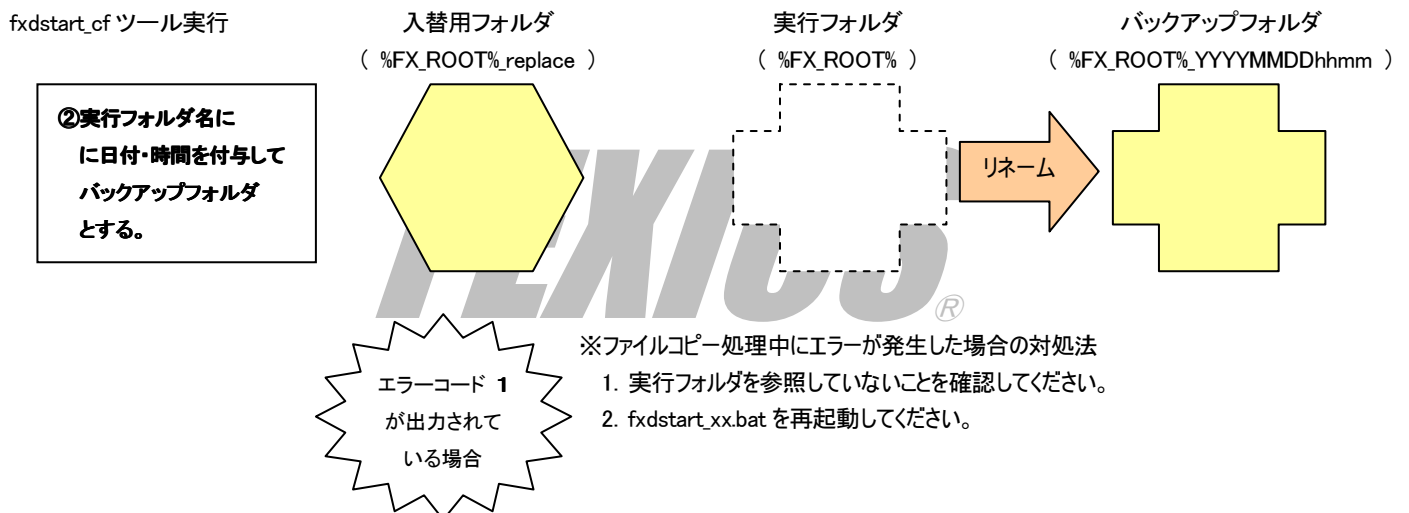 fxdstart_cf ツール実行
入替用フォルダ
( %FX_ROOT%_replace )
実行フォルダ
( %FX_ROOT% )
バックアップフォルダ
( %FX_ROOT%_YYYYMMDDhhmm )
②実行フォルダ名に
に日付・時間を付与して
バックアップフォルダ
とする。
リネーム
®
エラーコード 1
が出力されて
いる場合
※ファイルコピー処理中にエラーが発生した場合の対処法
1. 実行フォルダを参照していないことを確認してください。
2. fxdstart_xx.bat を再起動してください。